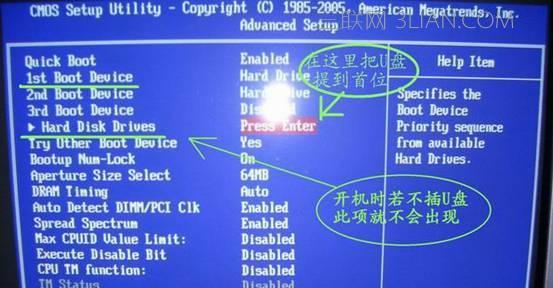 CMOS Setup Utility - Copyright (C) 1985-2005, American Megatrends, Inc.
三联网 3LIAN.COM
Advanced Setup
Quick Boot Enabled
1st Boot Device Hard Drive
2nd Boot Device
3rd Boot Device
▶ Hard Disk Drives Press Enter
Try Other Boot Device Yes
Bootup Num-Lock On
Aperture Size Select 64MB
DRAM Timing Auto
Auto Detect DIMM/PCI Clk Enabled
Spread Spectrum Enabled
Max CPUID Value Limit: Disabled
Execute Disable Bit Disabled
CPU TM function: Disabled
TM Status Disabled
在这里把U盘
提到首位
Help Item
Specifies the
Boot Device
Priority sequence
from available
Hard Drives.
开机时若不插U盘
此项就不会出现